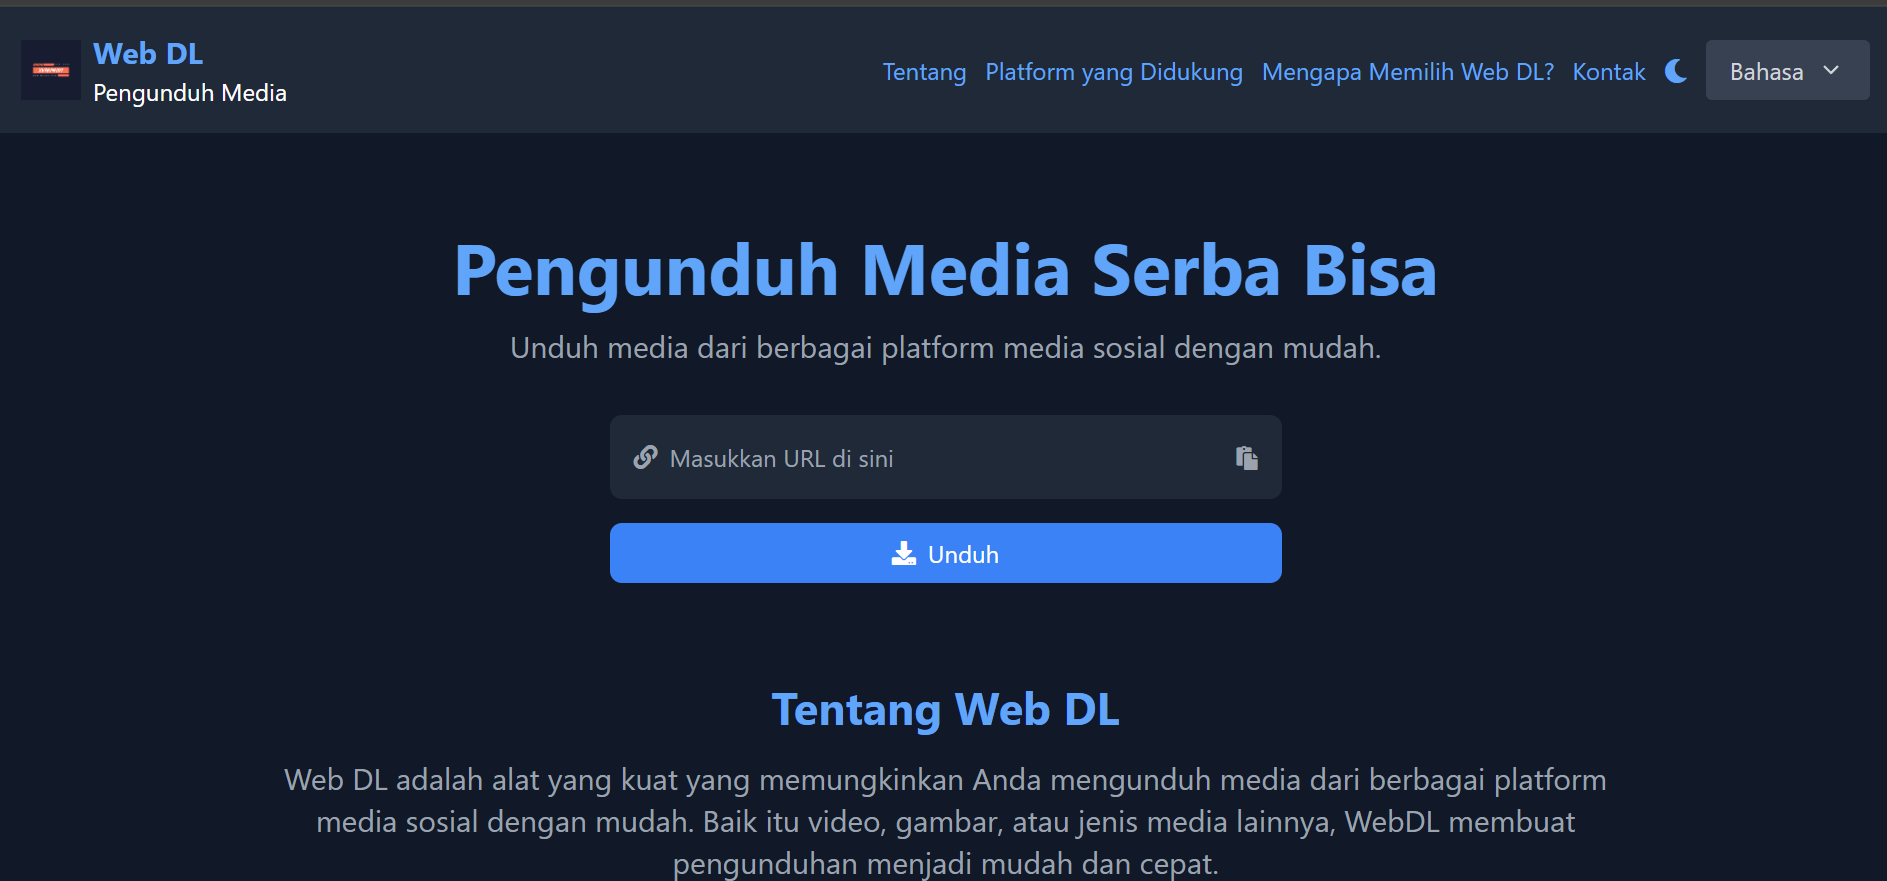 Web DL
Pengunduh Media
Tentang
Platform yang Didukung
Mengapa Memilih Web DL?
Kontak
Bahasa
Pengunduh Media Serba Bisa
Unduh media dari berbagai platform media sosial dengan mudah.
Masukkan URL di sini
Unduh
Tentang Web DL
Web DL adalah alat yang kuat yang memungkinkan Anda mengunduh media dari berbagai platform
media sosial dengan mudah. Baik itu video, gambar, atau jenis media lainnya, WebDL membuat
pengunduhan menjadi mudah dan cepat.